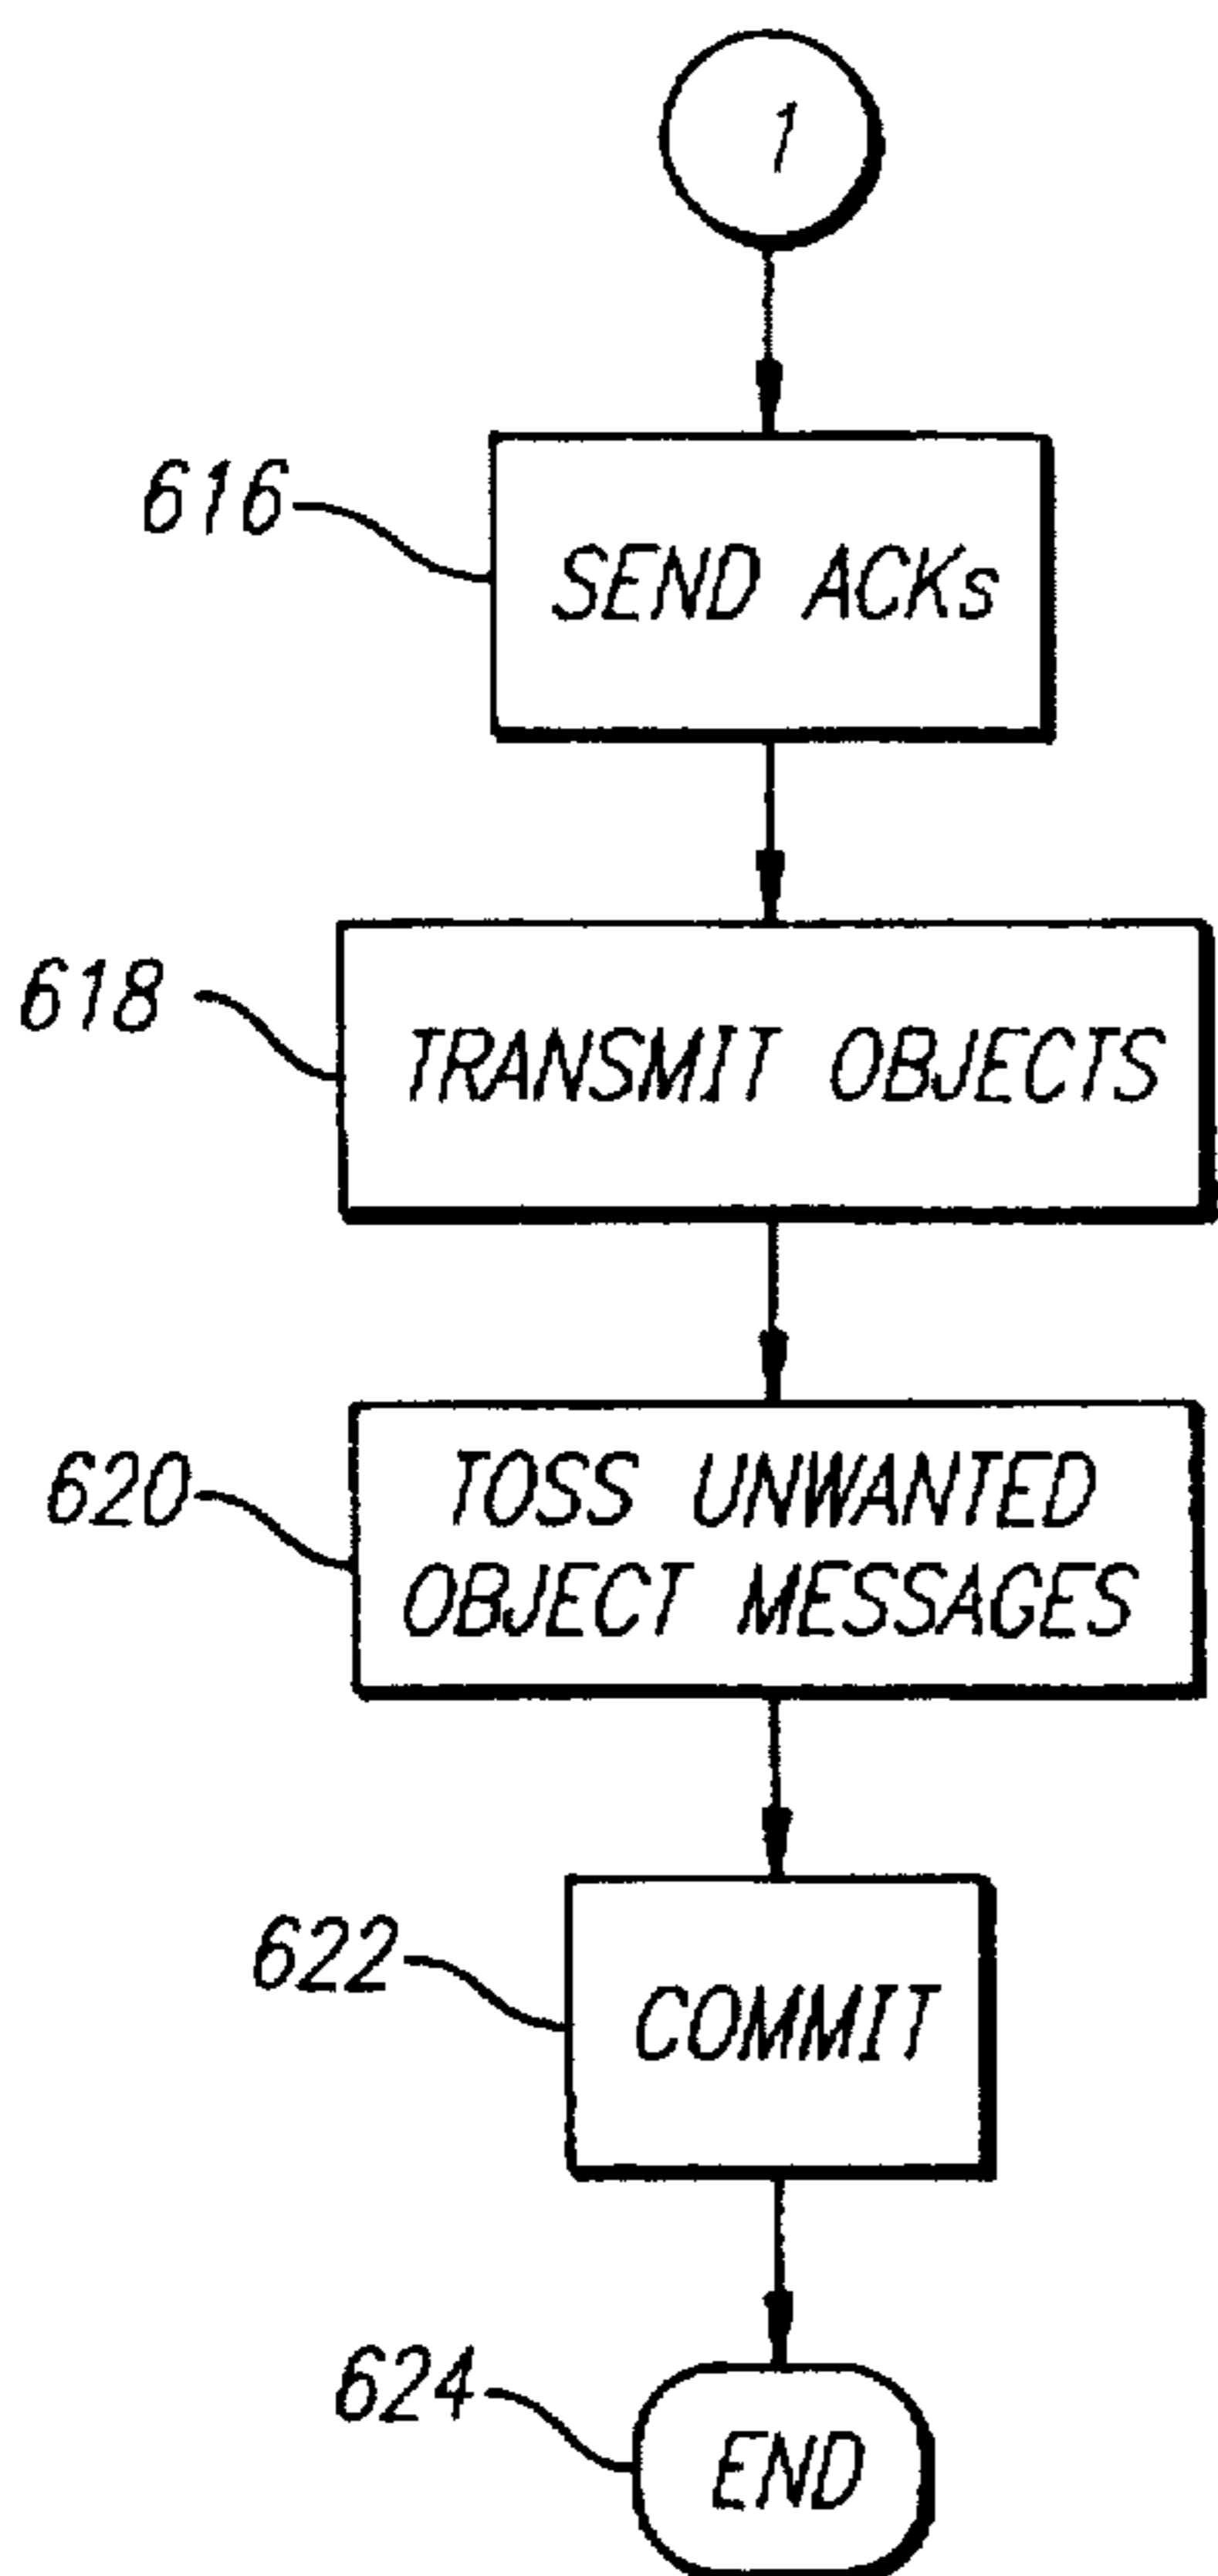 1
616
SEND ACKs
618
TRANSMIT OBJECTS
620
TOSS UNWANTED
OBJECT MESSAGES
622
COMMIT
624
END